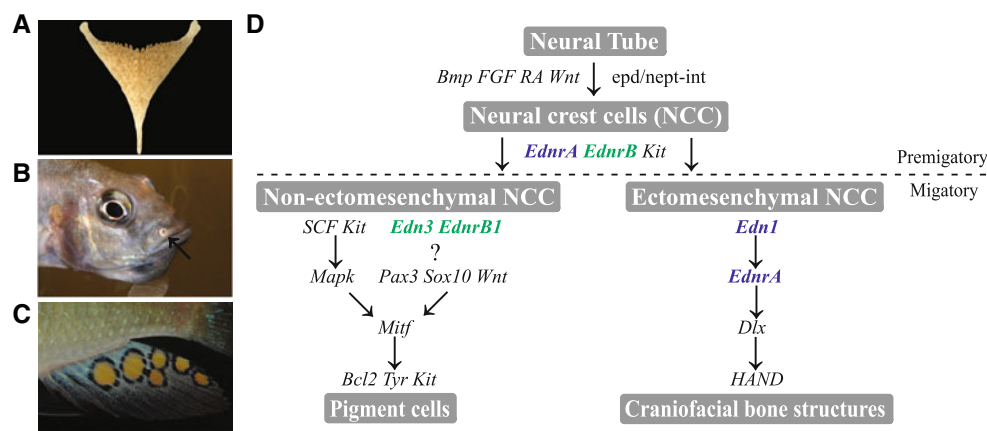 A
B
C
D
Neural Tube
Bmp FGF RA Wnt epd/nept-int
Neural crest cells (NCC)
EdnrA EdnrB Kit
Premigatory
Migatory
Non-ectomesenchymal NCC
Ectomesenchymal NCC
SCF Kit Edn3 EdnrB1
Edn1
?
Mapk Pax3 Sox10 Wnt
EdnrA
Mitf
Dlx
Bcl2 Tyr Kit
HAND
Pigment cells
Craniofacial bone structures